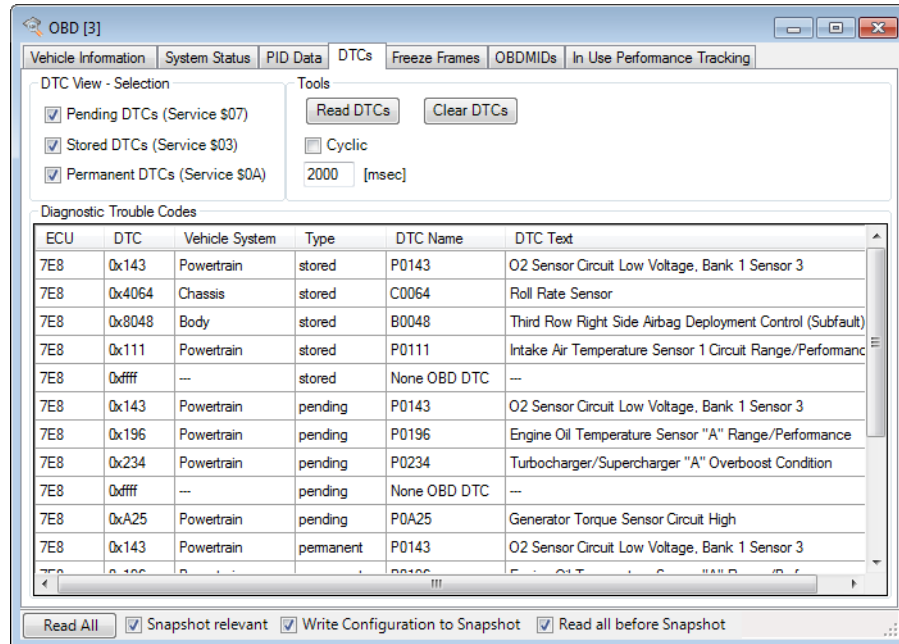 OBD [3]
Vehicle Information System Status PID Data DTCs Freeze Frames OBDMIDs In Use Performance Tracking
DTC View - Selection Tools
Pending DTCs (Service $07) Read DTCs Clear DTCs
Stored DTCs (Service $03) Cyclic
Permanent DTCs (Service $0A) 2000 [msec]
Diagnostic Trouble Codes
ECU DTC Vehicle System Type DTC Name DTC Text
7E8 0x143 Powertrain stored P0143 O2 Sensor Circuit Low Voltage, Bank 1 Sensor 3
7E8 0x4064 Chassis stored C0064 Roll Rate Sensor
7E8 0x8048 Body stored B0048 Third Row Right Side Airbag Deployment Control (Subfault)
7E8 0x111 Powertrain stored P0111 Intake Air Temperature Sensor 1 Circuit Range/Performanc
7E8 0xffff --- stored None OBD DTC ---
7E8 0x143 Powertrain pending P0143 O2 Sensor Circuit Low Voltage, Bank 1 Sensor 3
7E8 0x196 Powertrain pending P0196 Engine Oil Temperature Sensor "A" Range/Performance
7E8 0x234 Powertrain pending P0234 Turbocharger/Supercharger "A" Overboost Condition
7E8 0xffff --- pending None OBD DTC ---
7E8 0xA25 Powertrain pending P0A25 Generator Torque Sensor Circuit High
7E8 0x143 Powertrain permanent P0143 O2 Sensor Circuit Low Voltage, Bank 1 Sensor 3
Read All Snapshot relevant Write Configuration to Snapshot Read all before Snapshot